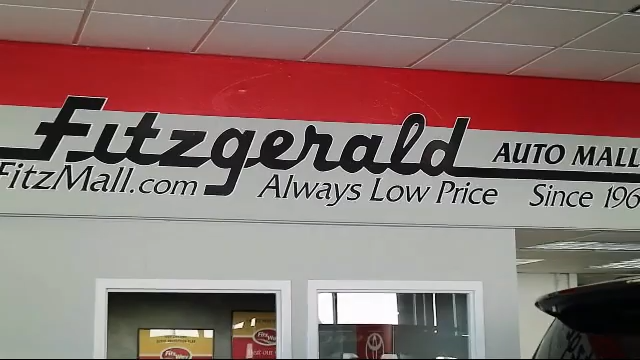 Fitzgerald AUTO MALL
FitzMall.com Always Low Price Since 196